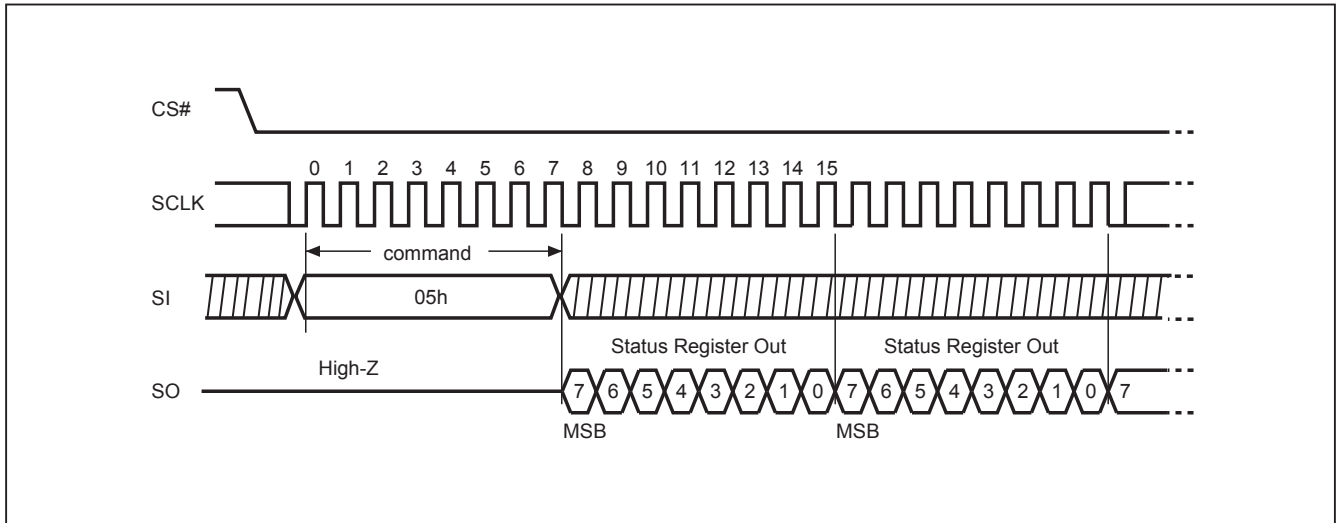 CS#
0 1 2 3 4 5 6 7 8 9 10 11 12 13 14 15
SCLK
command
SI
05h
Status Register Out Status Register Out
High-Z
SO
7 6 5 4 3 2 1 0 7 6 5 4 3 2 1 0 7
MSB MSB